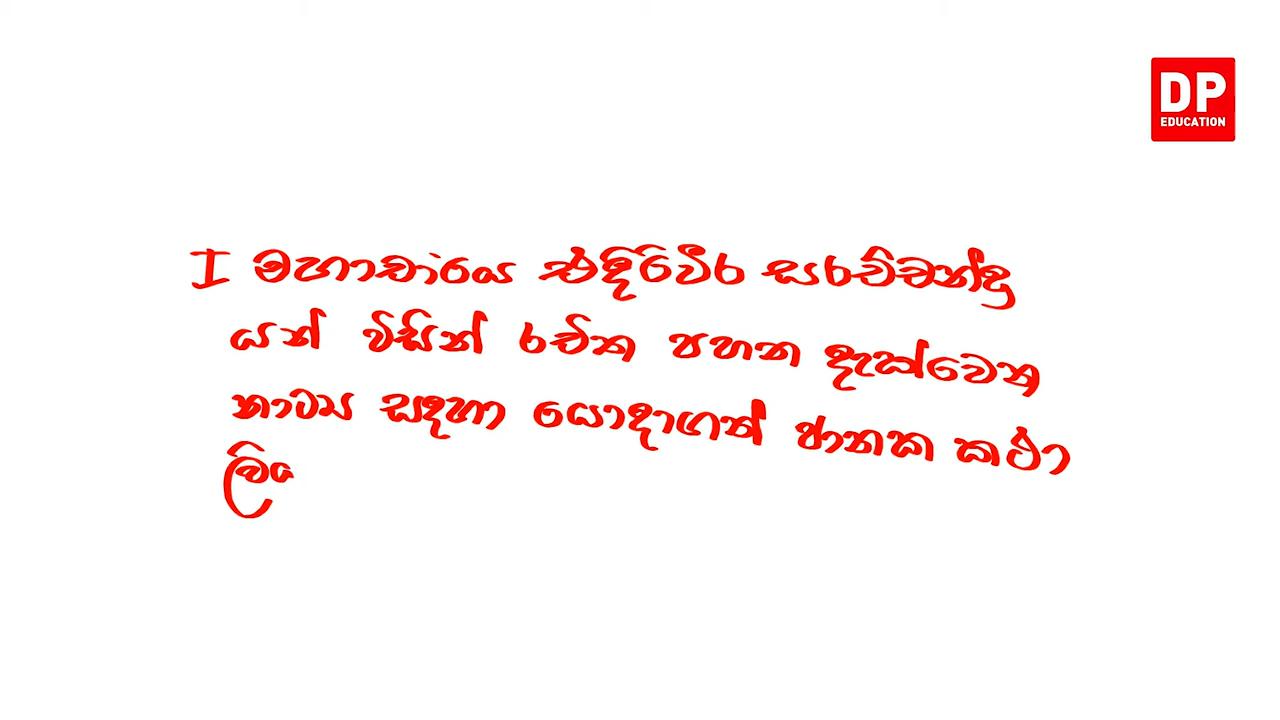 DP
EDUCATION
I මහාචාර්ය එදිරිවීර සරච්චන්ද්‍ර
යන් විසින් රචිත පහත දැක්වෙන
නාට්‍ය සඳහා යොදාගත් ජාතක කථා
ලිය